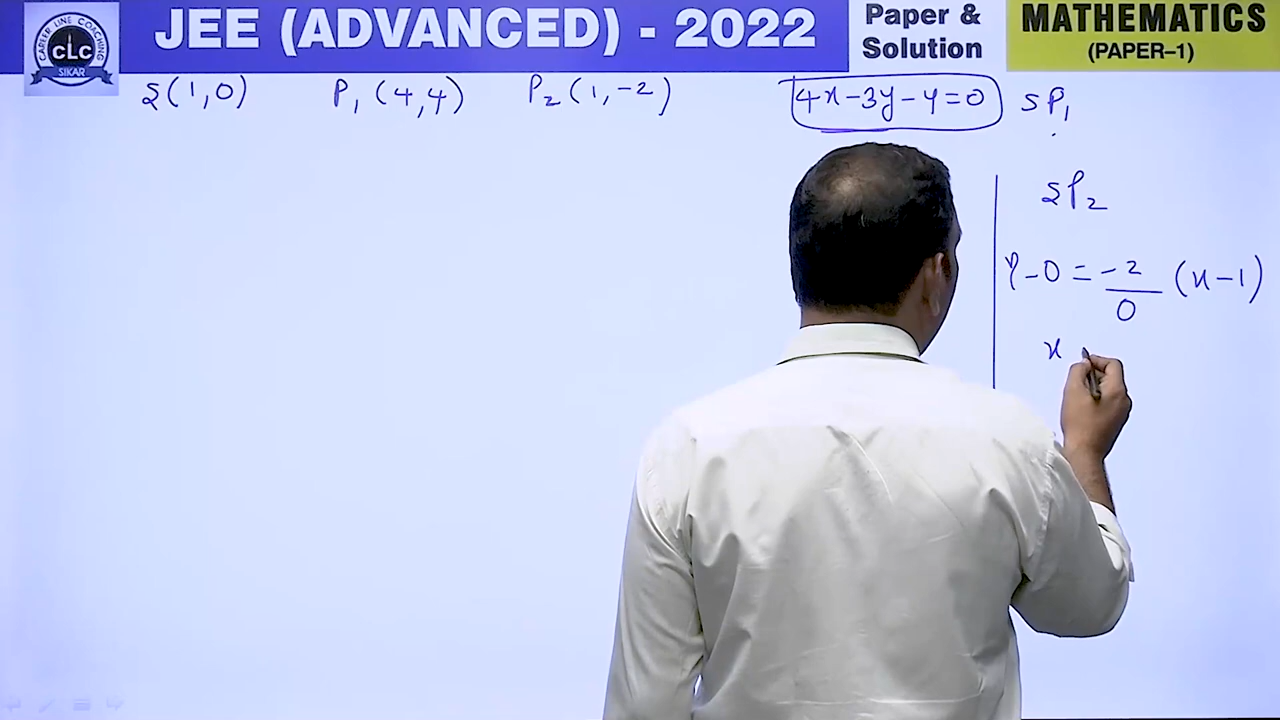 JEE (ADVANCED) - 2022
Paper &
Solution
MATHEMATICS
(PAPER–1)
CAREER LINE COACHING
CLC
SIKAR
S(1,0) P₁ (4,4) P₂ (1,-2) 4x-3y-4=0 SP₁
SP₂
y-0 = -2/0 (x-1)
x